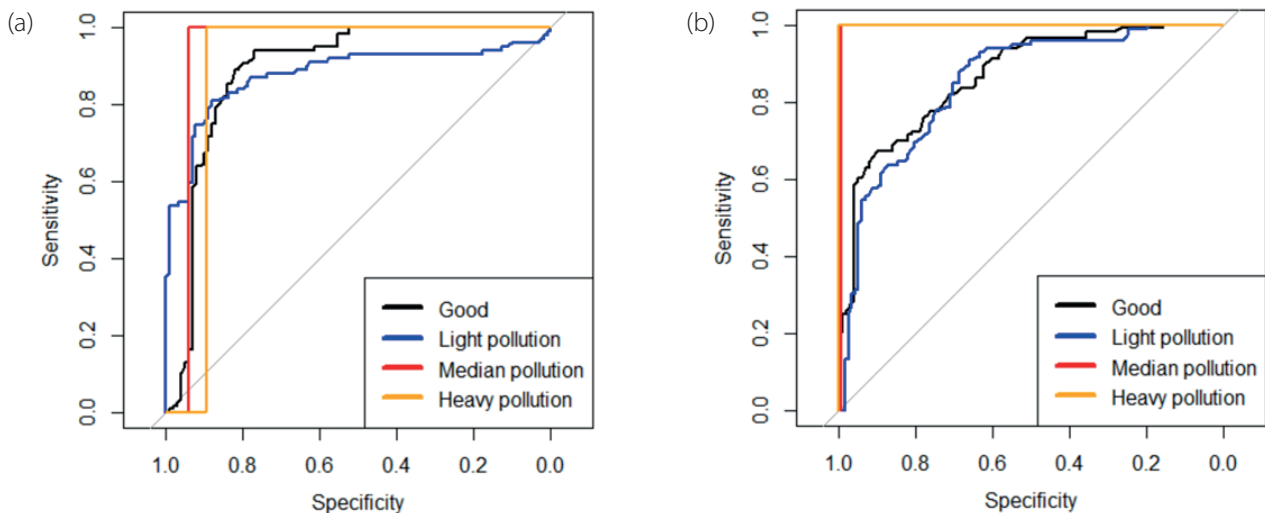 (a)
1.0
0.8
0.6
0.4
0.2
0.0
Sensitivity
Good
Light pollution
Median pollution
Heavy pollution
1.0 0.8 0.6 0.4 0.2 0.0
Specificity
(b)
1.0
0.8
0.6
0.4
0.2
0.0
Sensitivity
Good
Light pollution
Median pollution
Heavy pollution
1.0 0.8 0.6 0.4 0.2 0.0
Specificity